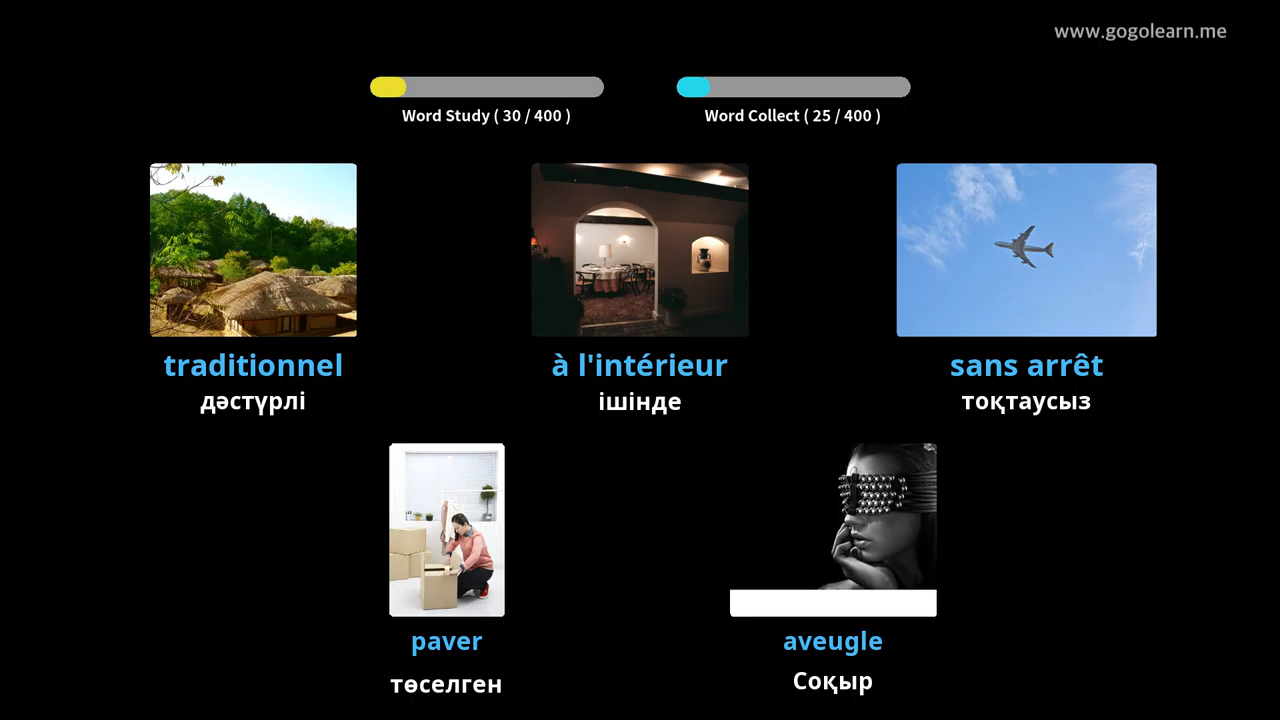 www.gogolearn.me
Word Study ( 30 / 400 )
Word Collect ( 25 / 400 )
traditionnel
дәстүрлі
à l'intérieur
ішінде
sans arrêt
тоқтаусыз
paver
төселген
aveugle
Соқыр